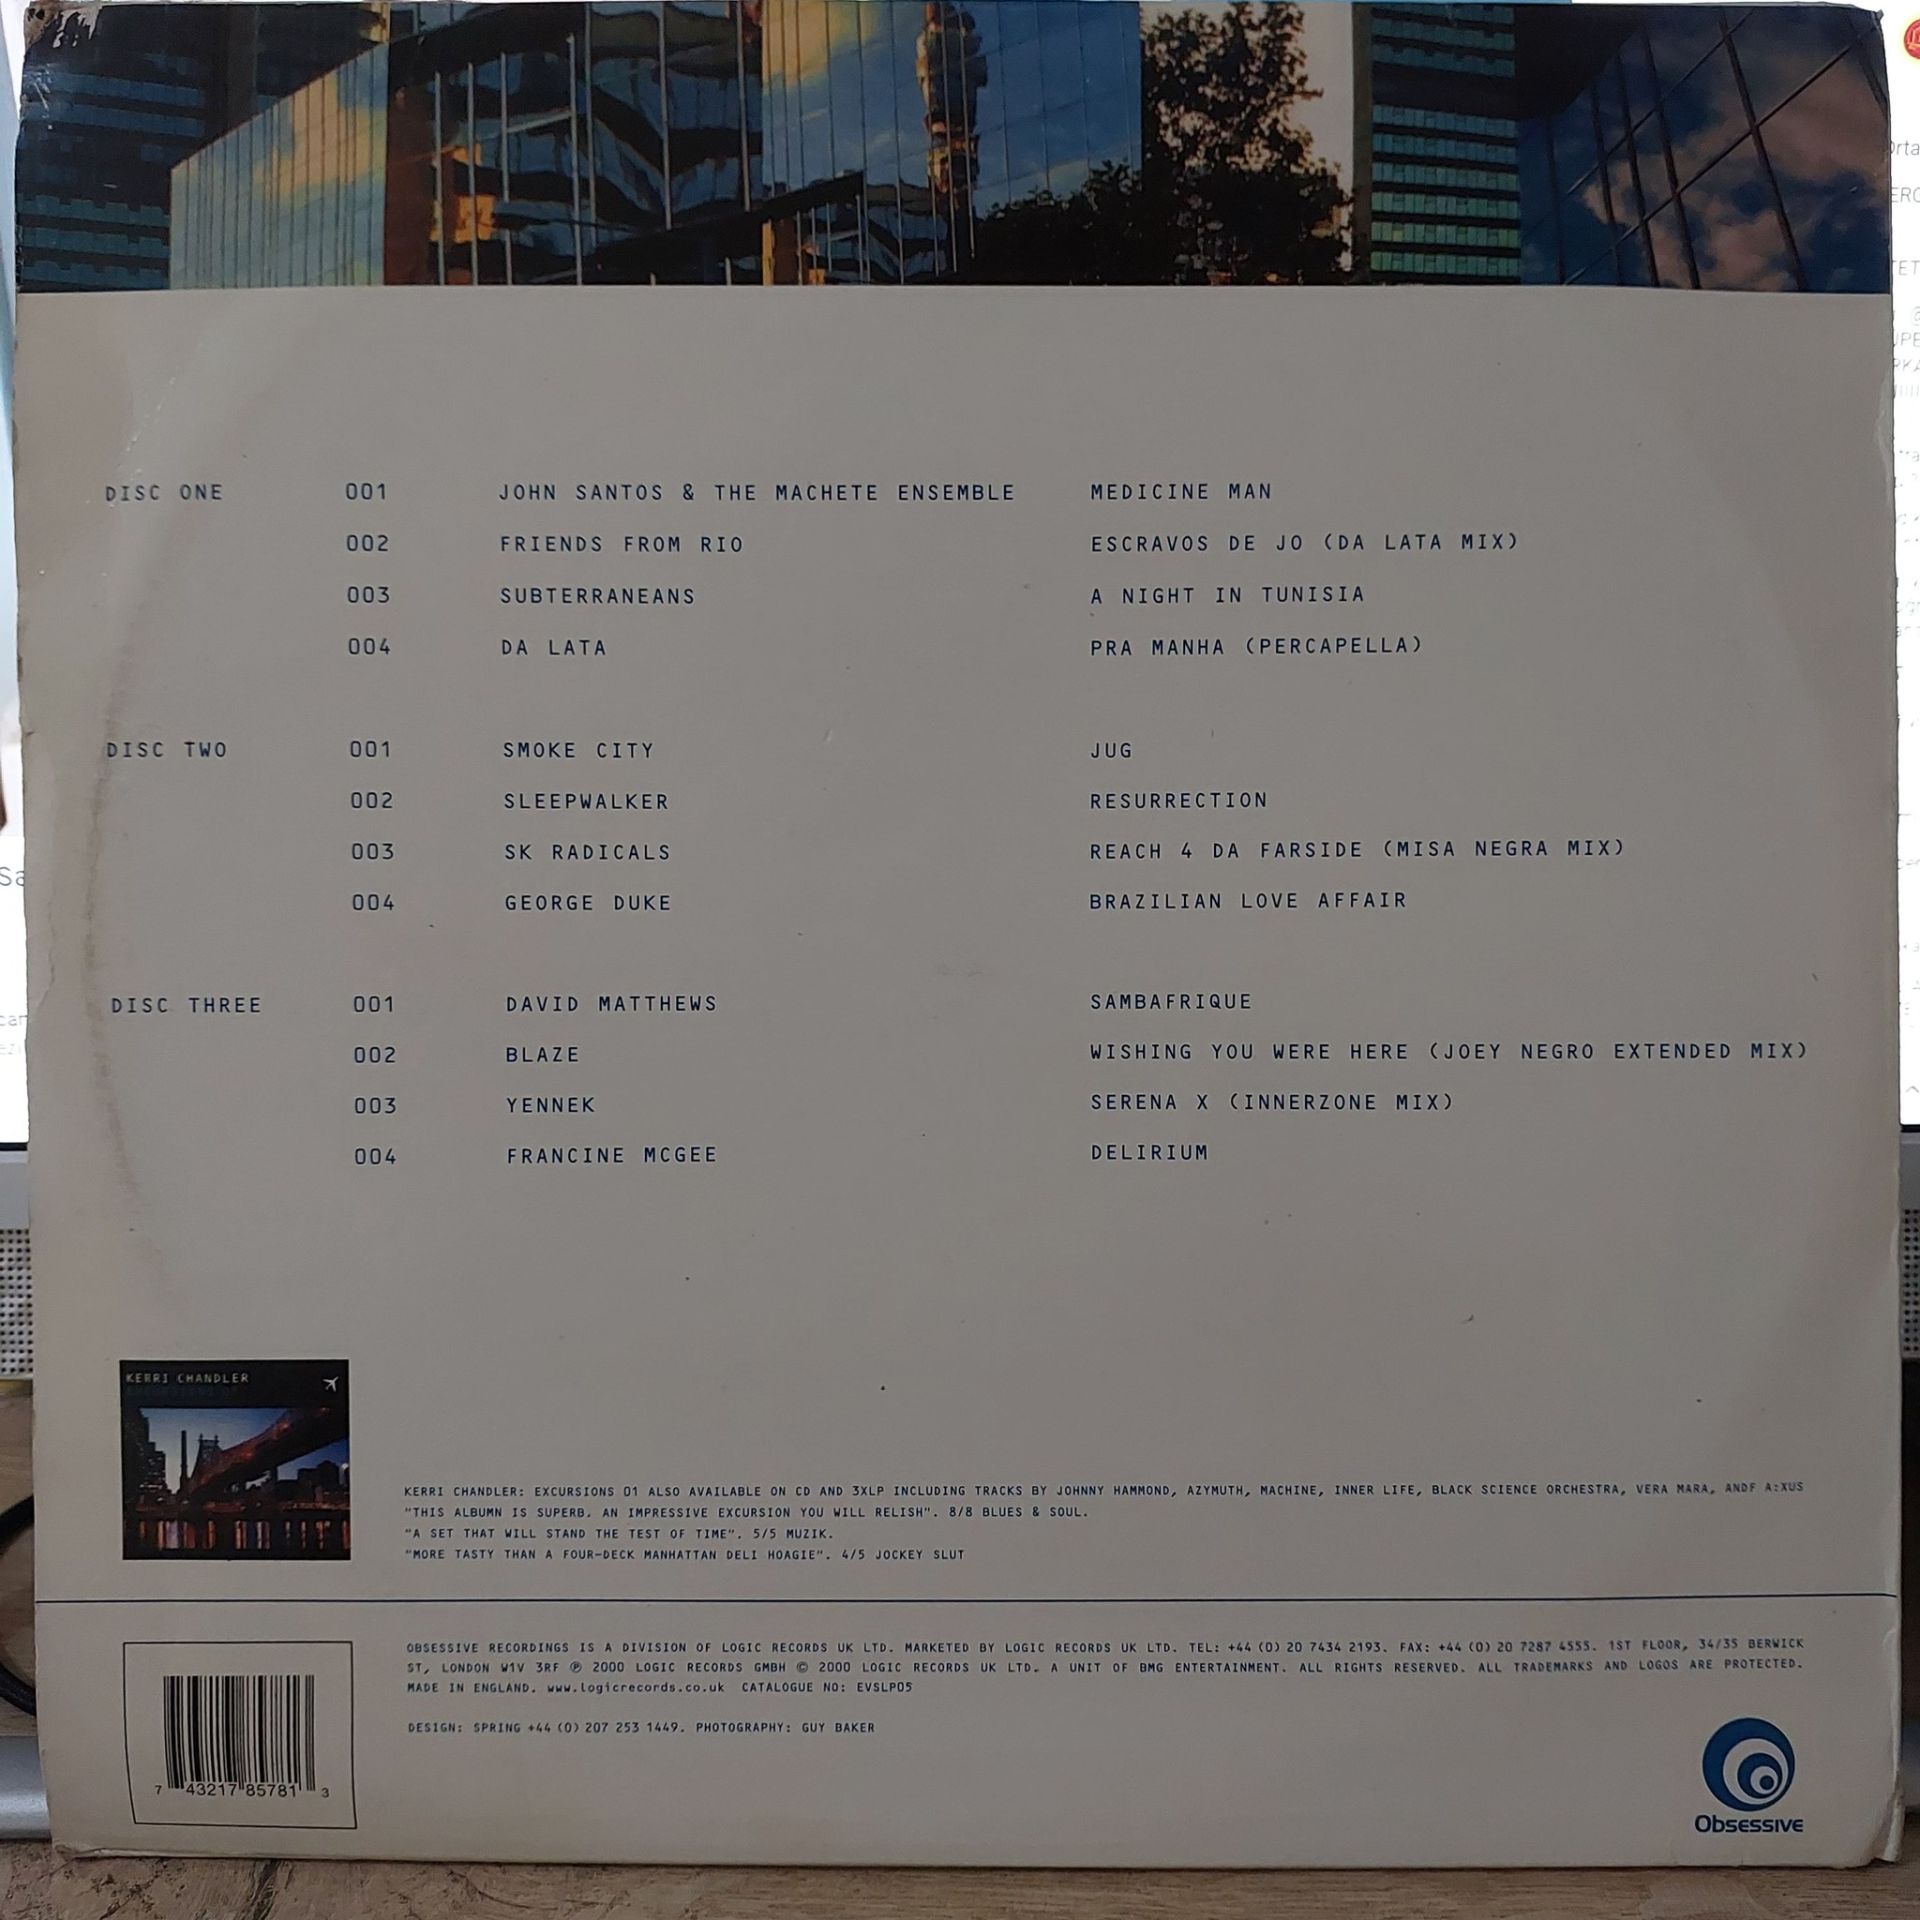 DISC ONE 001 JOHN SANTOS & THE MACHETE ENSEMBLE MEDICINE MAN
002 FRIENDS FROM RIO ESCRAVOS DE JO (DA LATA MIX)
003 SUBTERRANEANS A NIGHT IN TUNISIA
004 DA LATA PRA MANHA (PERCAPELLA)
DISC TWO 001 SMOKE CITY JUG
002 SLEEPWALKER RESURRECTION
003 SK RADICALS REACH 4 DA FARSIDE (MISA NEGRA MIX)
004 GEORGE DUKE BRAZILIAN LOVE AFFAIR
DISC THREE 001 DAVID MATTHEWS SAMBAFRIQUE
002 BLAZE WISHING YOU WERE HERE (JOEY NEGRO EXTENDED MIX)
003 YENNEK SERENA X (INNERZONE MIX)
004 FRANCINE MCGEE DELIRIUM
KERRI CHANDLER
EXCURSIONS 01
KERRI CHANDLER: EXCURSIONS 01 ALSO AVAILABLE ON CD AND 3XLP INCLUDING TRACKS BY JOHNNY HAMMOND, AZYMUTH, MACHINE, INNER LIFE, BLACK SCIENCE ORCHESTRA, VERA MARA, ANDF A:XUS
"THIS ALBUMN IS SUPERB. AN IMPRESSIVE EXCURSION YOU WILL RELISH". 8/8 BLUES & SOUL.
"A SET THAT WILL STAND THE TEST OF TIME". 5/5 MUZIK.
"MORE TASTY THAN A FOUR-DECK MANHATTAN DELI HOAGIE". 4/5 JOCKEY SLUT
OBSESSIVE RECORDINGS IS A DIVISION OF LOGIC RECORDS UK LTD. MARKETED BY LOGIC RECORDS UK LTD. TEL: +44 (0) 20 7434 2193. FAX: +44 (0) 20 7287 4555. 1ST FLOOR, 34/35 BERWICK
ST, LONDON W1V 3RF ℗ 2000 LOGIC RECORDS GMBH © 2000 LOGIC RECORDS UK LTD. A UNIT OF BMG ENTERTAINMENT. ALL RIGHTS RESERVED. ALL TRADEMARKS AND LOGOS ARE PROTECTED.
MADE IN ENGLAND. www.logicrecords.co.uk CATALOGUE NO: EVSLP05
DESIGN: SPRING +44 (0) 207 253 1449. PHOTOGRAPHY: GUY BAKER
7 43217 85781 3
Obsessive